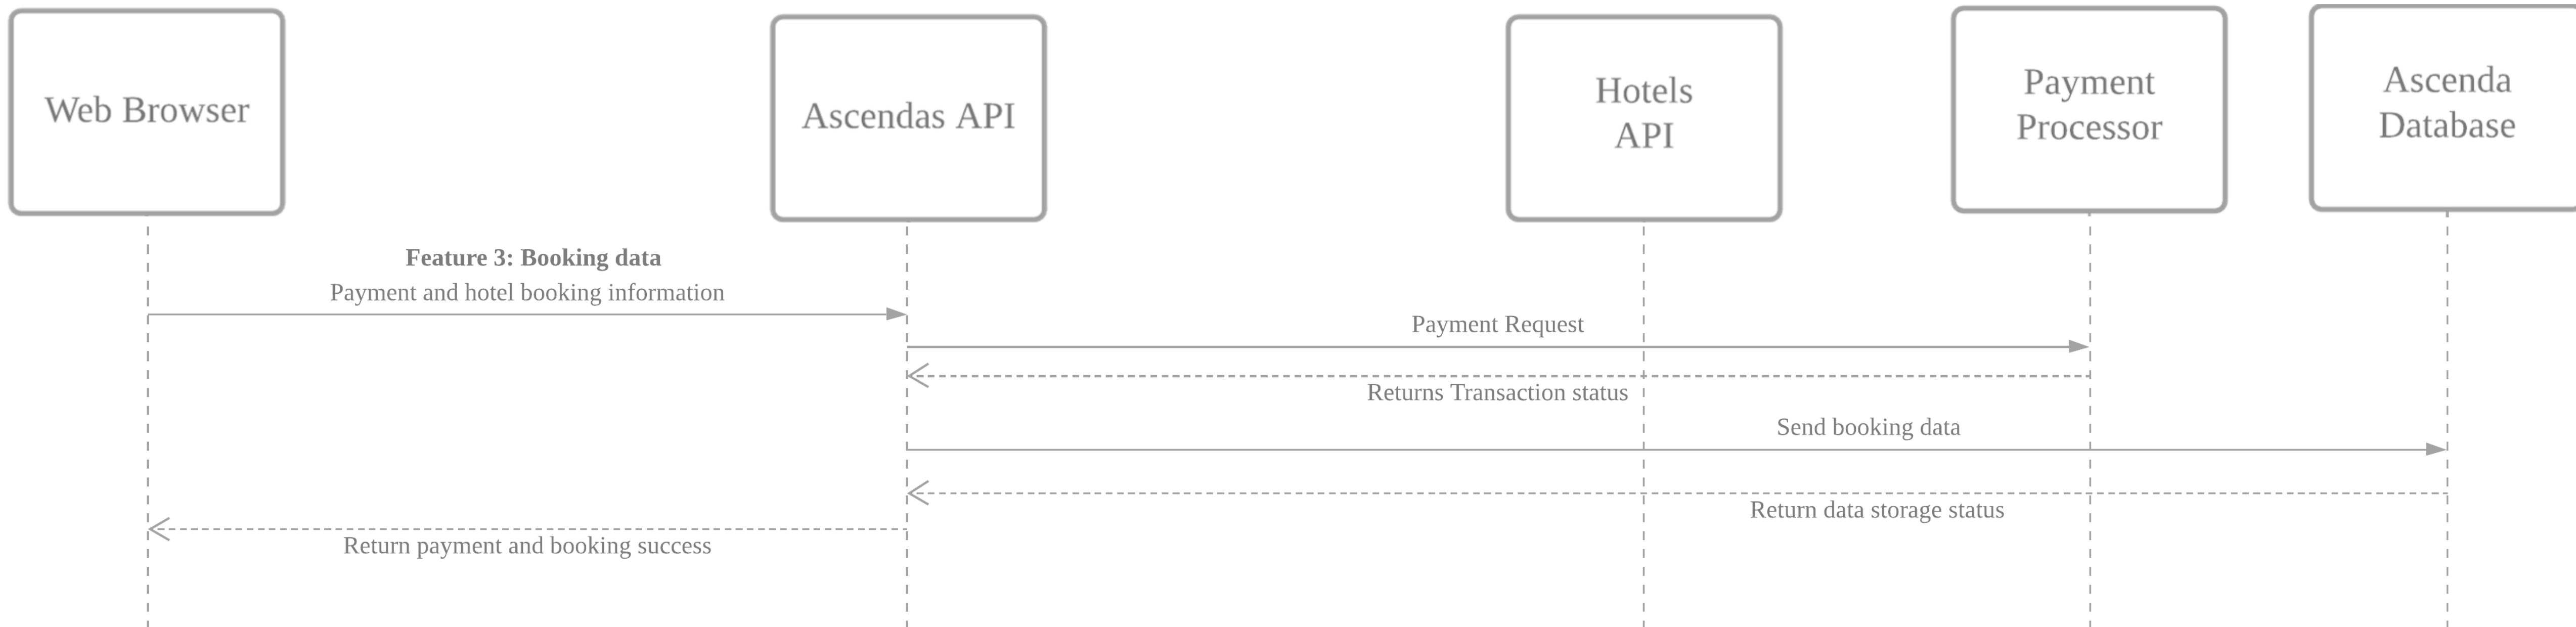 Web Browser
Ascendas API
Hotels
API
Payment
Processor
Ascenda
Database
Feature 3: Booking data
Payment and hotel booking information
Payment Request
Returns Transaction status
Send booking data
Return data storage status
Return payment and booking success